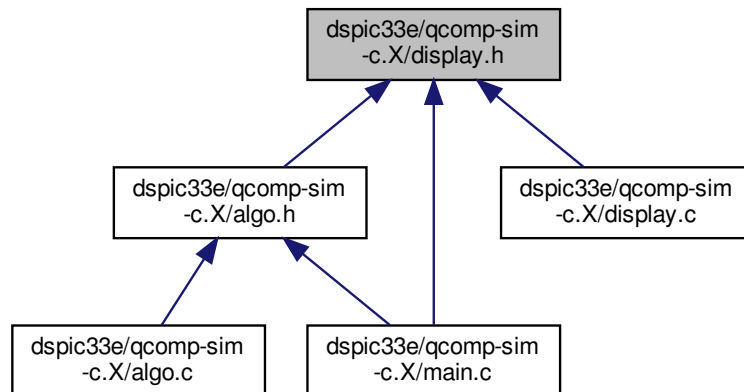 dspic33e/qcomp-sim
-c.X/display.h
dspic33e/qcomp-sim
-c.X/algo.h
dspic33e/qcomp-sim
-c.X/display.c
dspic33e/qcomp-sim
-c.X/algo.c
dspic33e/qcomp-sim
-c.X/main.c